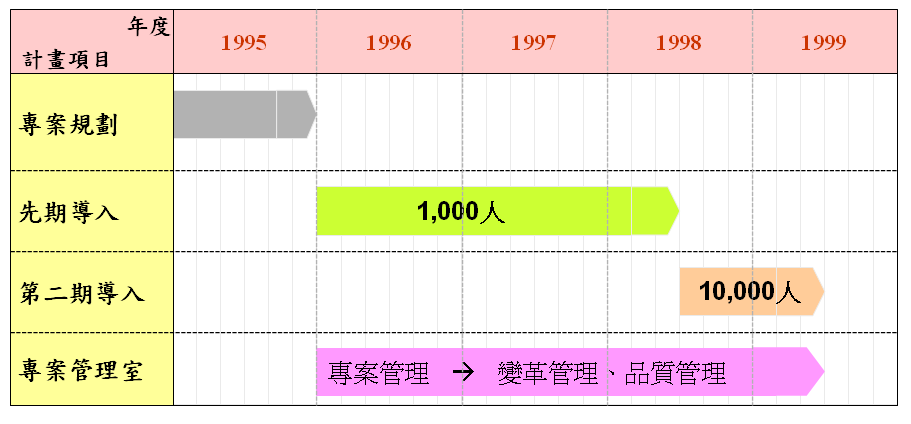 年度
計畫項目
1995
1996
1997
1998
1999
專案規劃
先期導入
1,000人
第二期導入
10,000人
專案管理室
專案管理 → 變革管理、品質管理